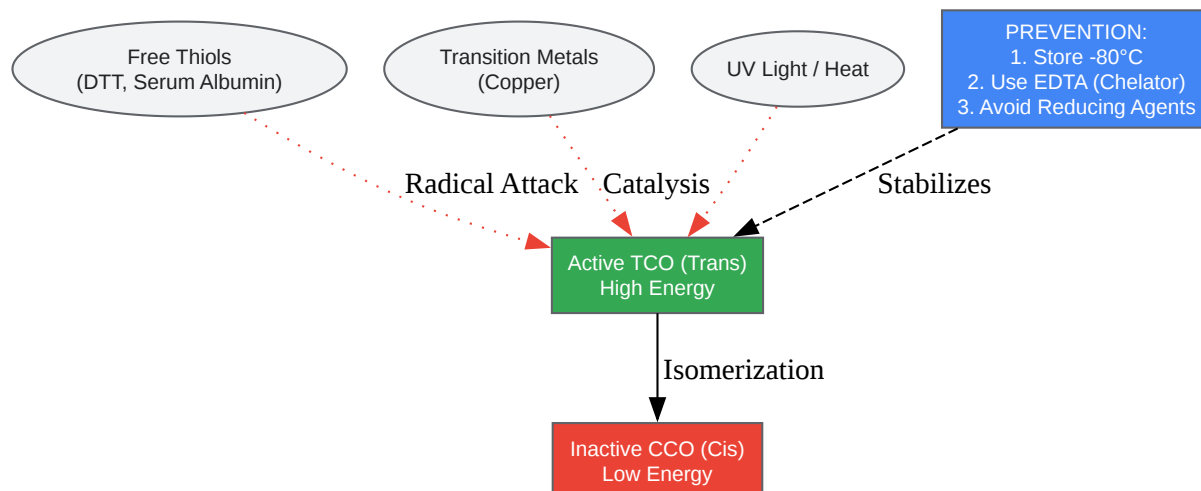 Free Thiols
(DTT, Serum Albumin)
Transition Metals
(Copper)
UV Light / Heat
PREVENTION:
1. Store -80°C
2. Use EDTA (Chelator)
3. Avoid Reducing Agents
Radical Attack
Catalysis
Stabilizes
Active TCO (Trans)
High Energy
Isomerization
Inactive CCO (Cis)
Low Energy